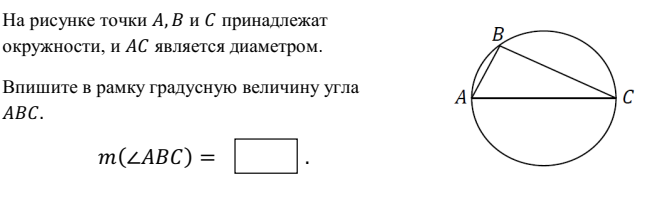 На рисунке точки A, B и C принадлежат
окружности, и AC является диаметром.
Впишите в рамку градусную величину угла
ABC.
m(∠ABC) = .
B
A
C